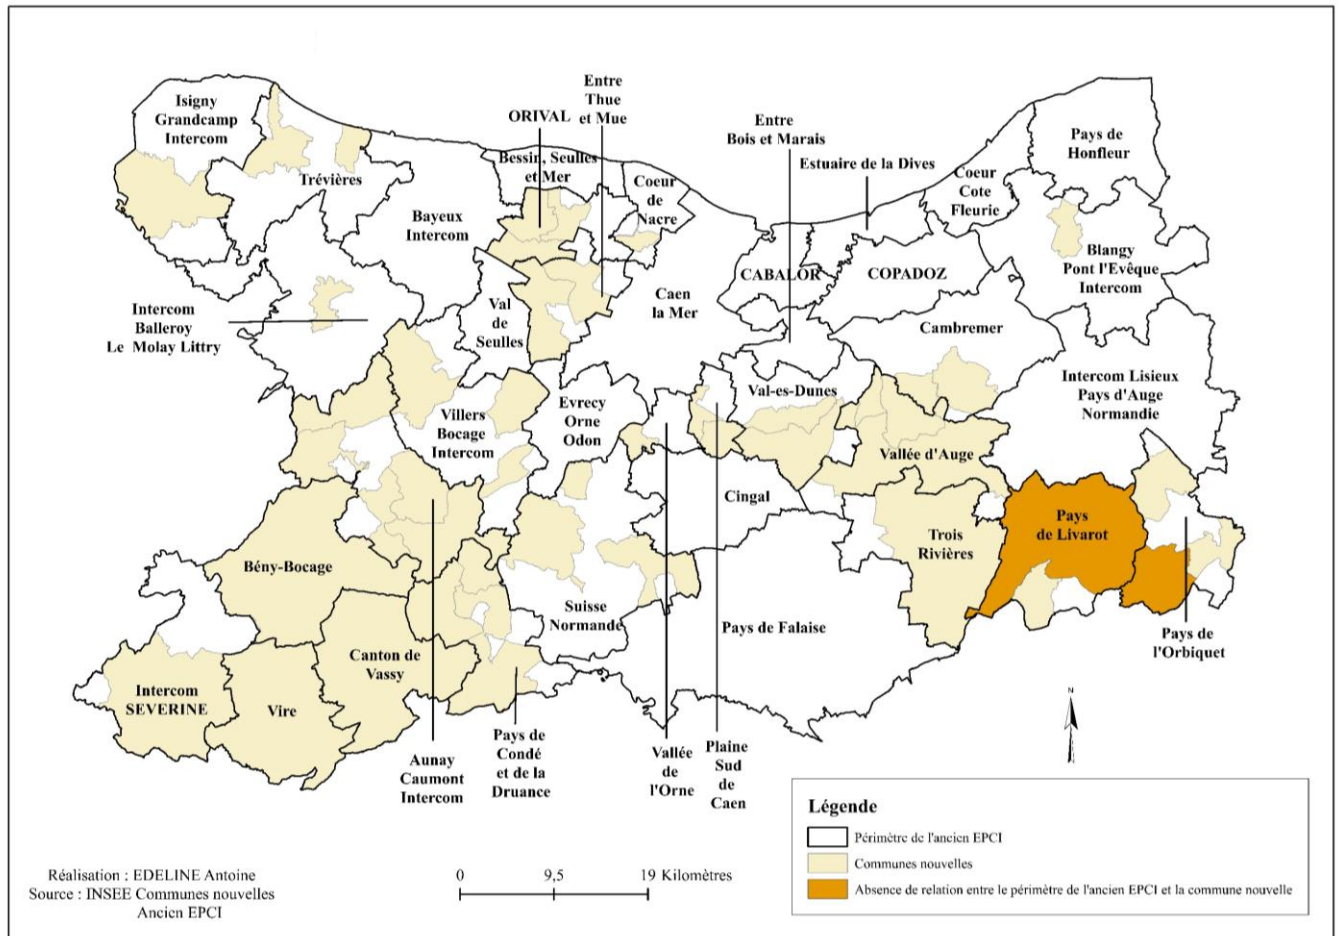 Isigny
Grandcamp
Intercom
Trévières
ORIVAL
Entre
Thue
et Mue
Bessin, Seulles
et Mer
Coeur
de
Nacre
Entre
Bois et Marais
Estuaire de la Dives
Coeur
Cote
Fleurie
Pays de
Honfleur
Bayeux
Intercom
Blangy
Pont l'Evêque
Intercom
CABALOR
COPADOZ
Intercom
Balleroy
Le Molay Littry
Val
de
Seulles
Caen
la Mer
Cambremer
Villers
Bocage
Intercom
Evrecy
Orne
Odon
Val-es-Dunes
Intercom Lisieux
Pays d'Auge
Normandie
Vallée d'Auge
Cingal
Trois
Rivières
Pays
de Livarot
Bény-Bocage
Suisse
Normande
Pays de Falaise
Pays de
l'Orbiquet
Canton de
Vassy
Intercom
SEVERINE
Vire
Aunay
Caumont
Intercom
Pays de
Condé
et de la
Druance
Vallée
de
l'Orne
Plaine
Sud
de
Caen
N
Légende
Périmètre de l'ancien EPCI
Communes nouvelles
Absence de relation entre le périmètre de l'ancien EPCI et la commune nouvelle
Réalisation : EDELINE Antoine
Source : INSEE Communes nouvelles
Ancien EPCI
0 9,5 19 Kilomètres